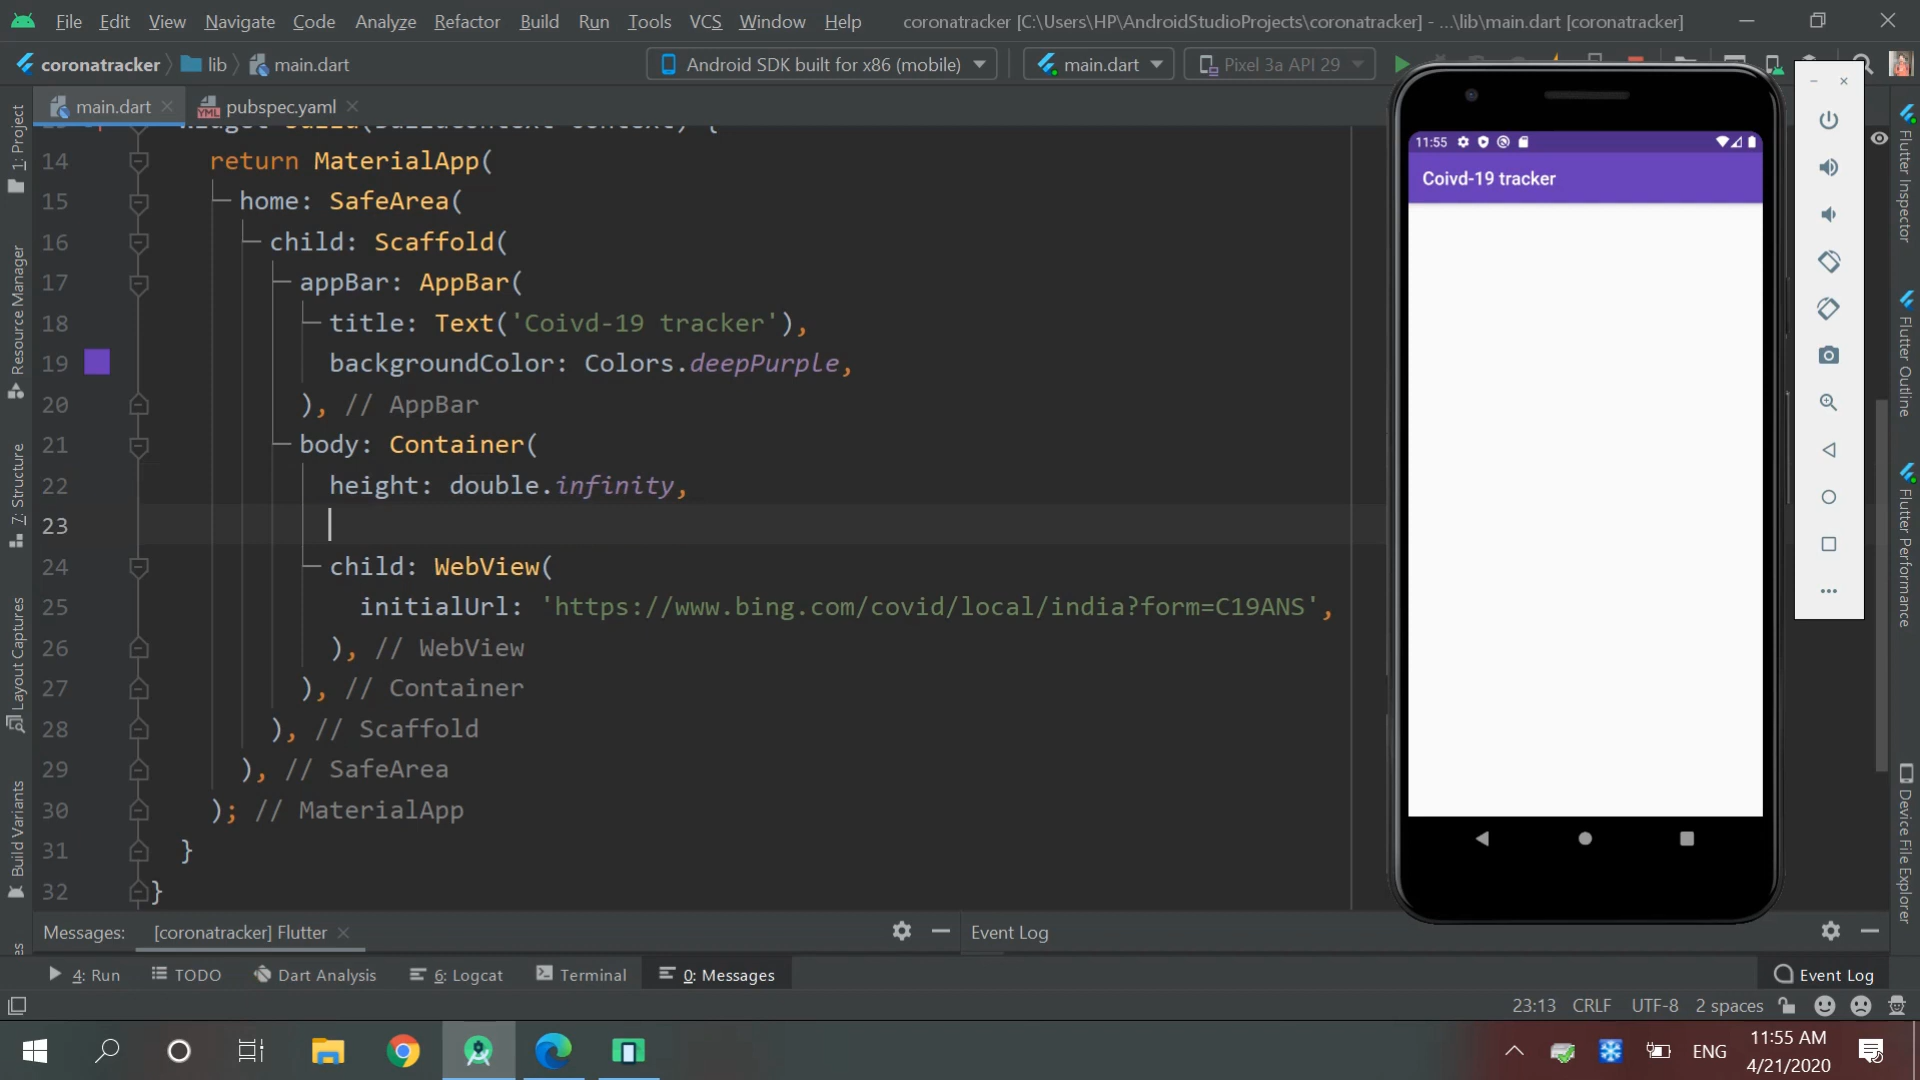 File Edit View Navigate Code Analyze Refactor Build Run Tools VCS Window Help coronatracker [C:\Users\HP\AndroidStudioProjects\coronatracker] - ...\lib\main.dart [coronatracker]
coronatracker lib main.dart Android SDK built for x86 (mobile) main.dart Pixel 3a API 29
main.dart pubspec.yaml
14 return MaterialApp(
15 home: SafeArea(
16 child: Scaffold(
17 appBar: AppBar(
18 title: Text('Coivd-19 tracker'),
19 backgroundColor: Colors.deepPurple,
20 ), // AppBar
21 body: Container(
22 height: double.infinity,
23
24 child: WebView(
25 initialUrl: 'https://www.bing.com/covid/local/india?form=C19ANS',
26 ), // WebView
27 ), // Container
28 ), // Scaffold
29 ), // SafeArea
30 ); // MaterialApp
31 }
32 }
11:55
Coivd-19 tracker
1: Project
Resource Manager
7: Structure
Layout Captures
Build Variants
Flutter Inspector
Flutter Outline
Flutter Performance
Device File Explorer
Messages: [coronatracker] Flutter Event Log
4: Run TODO Dart Analysis 6: Logcat Terminal 0: Messages Event Log
23:13 CRLF UTF-8 2 spaces
ENG 11:55 AM
4/21/2020